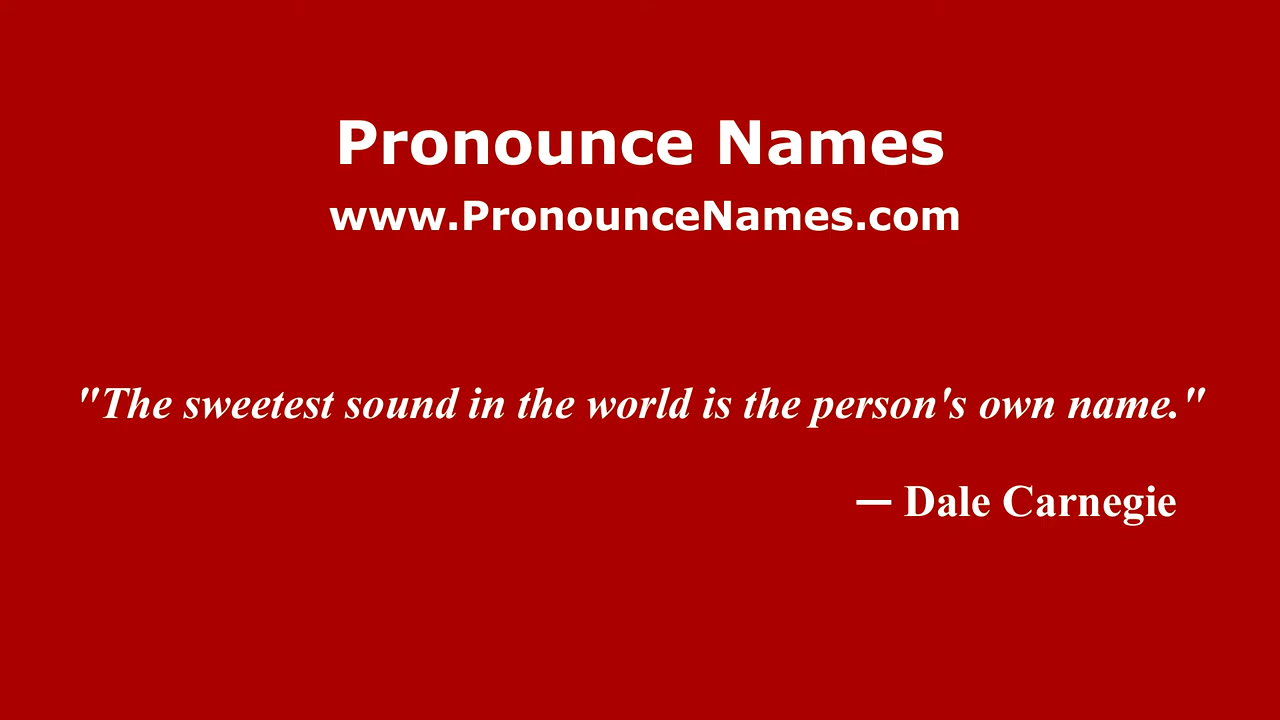 Pronounce Names
www.PronounceNames.com
"The sweetest sound in the world is the person's own name."
— Dale Carnegie